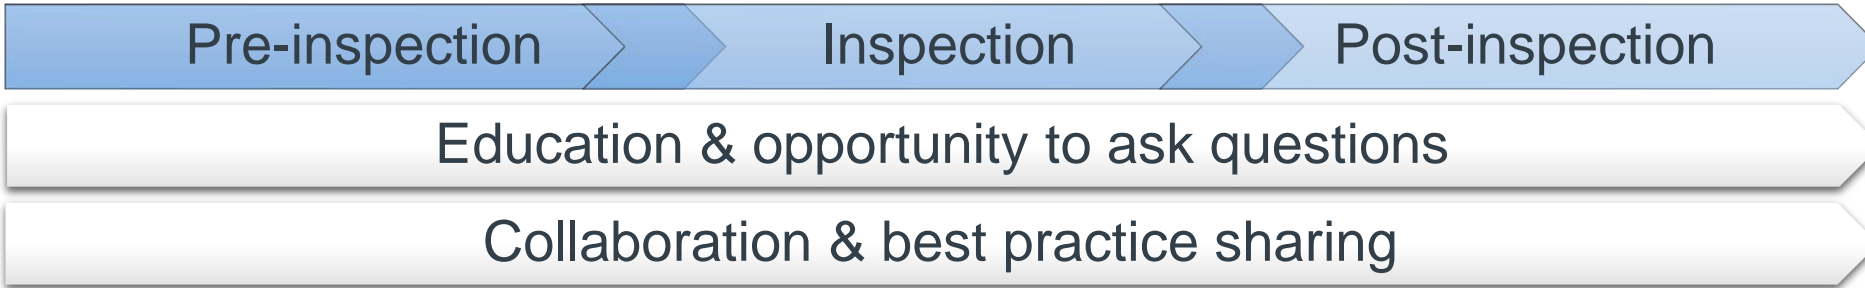 Pre-inspection Inspection Post-inspection
Education & opportunity to ask questions
Collaboration & best practice sharing